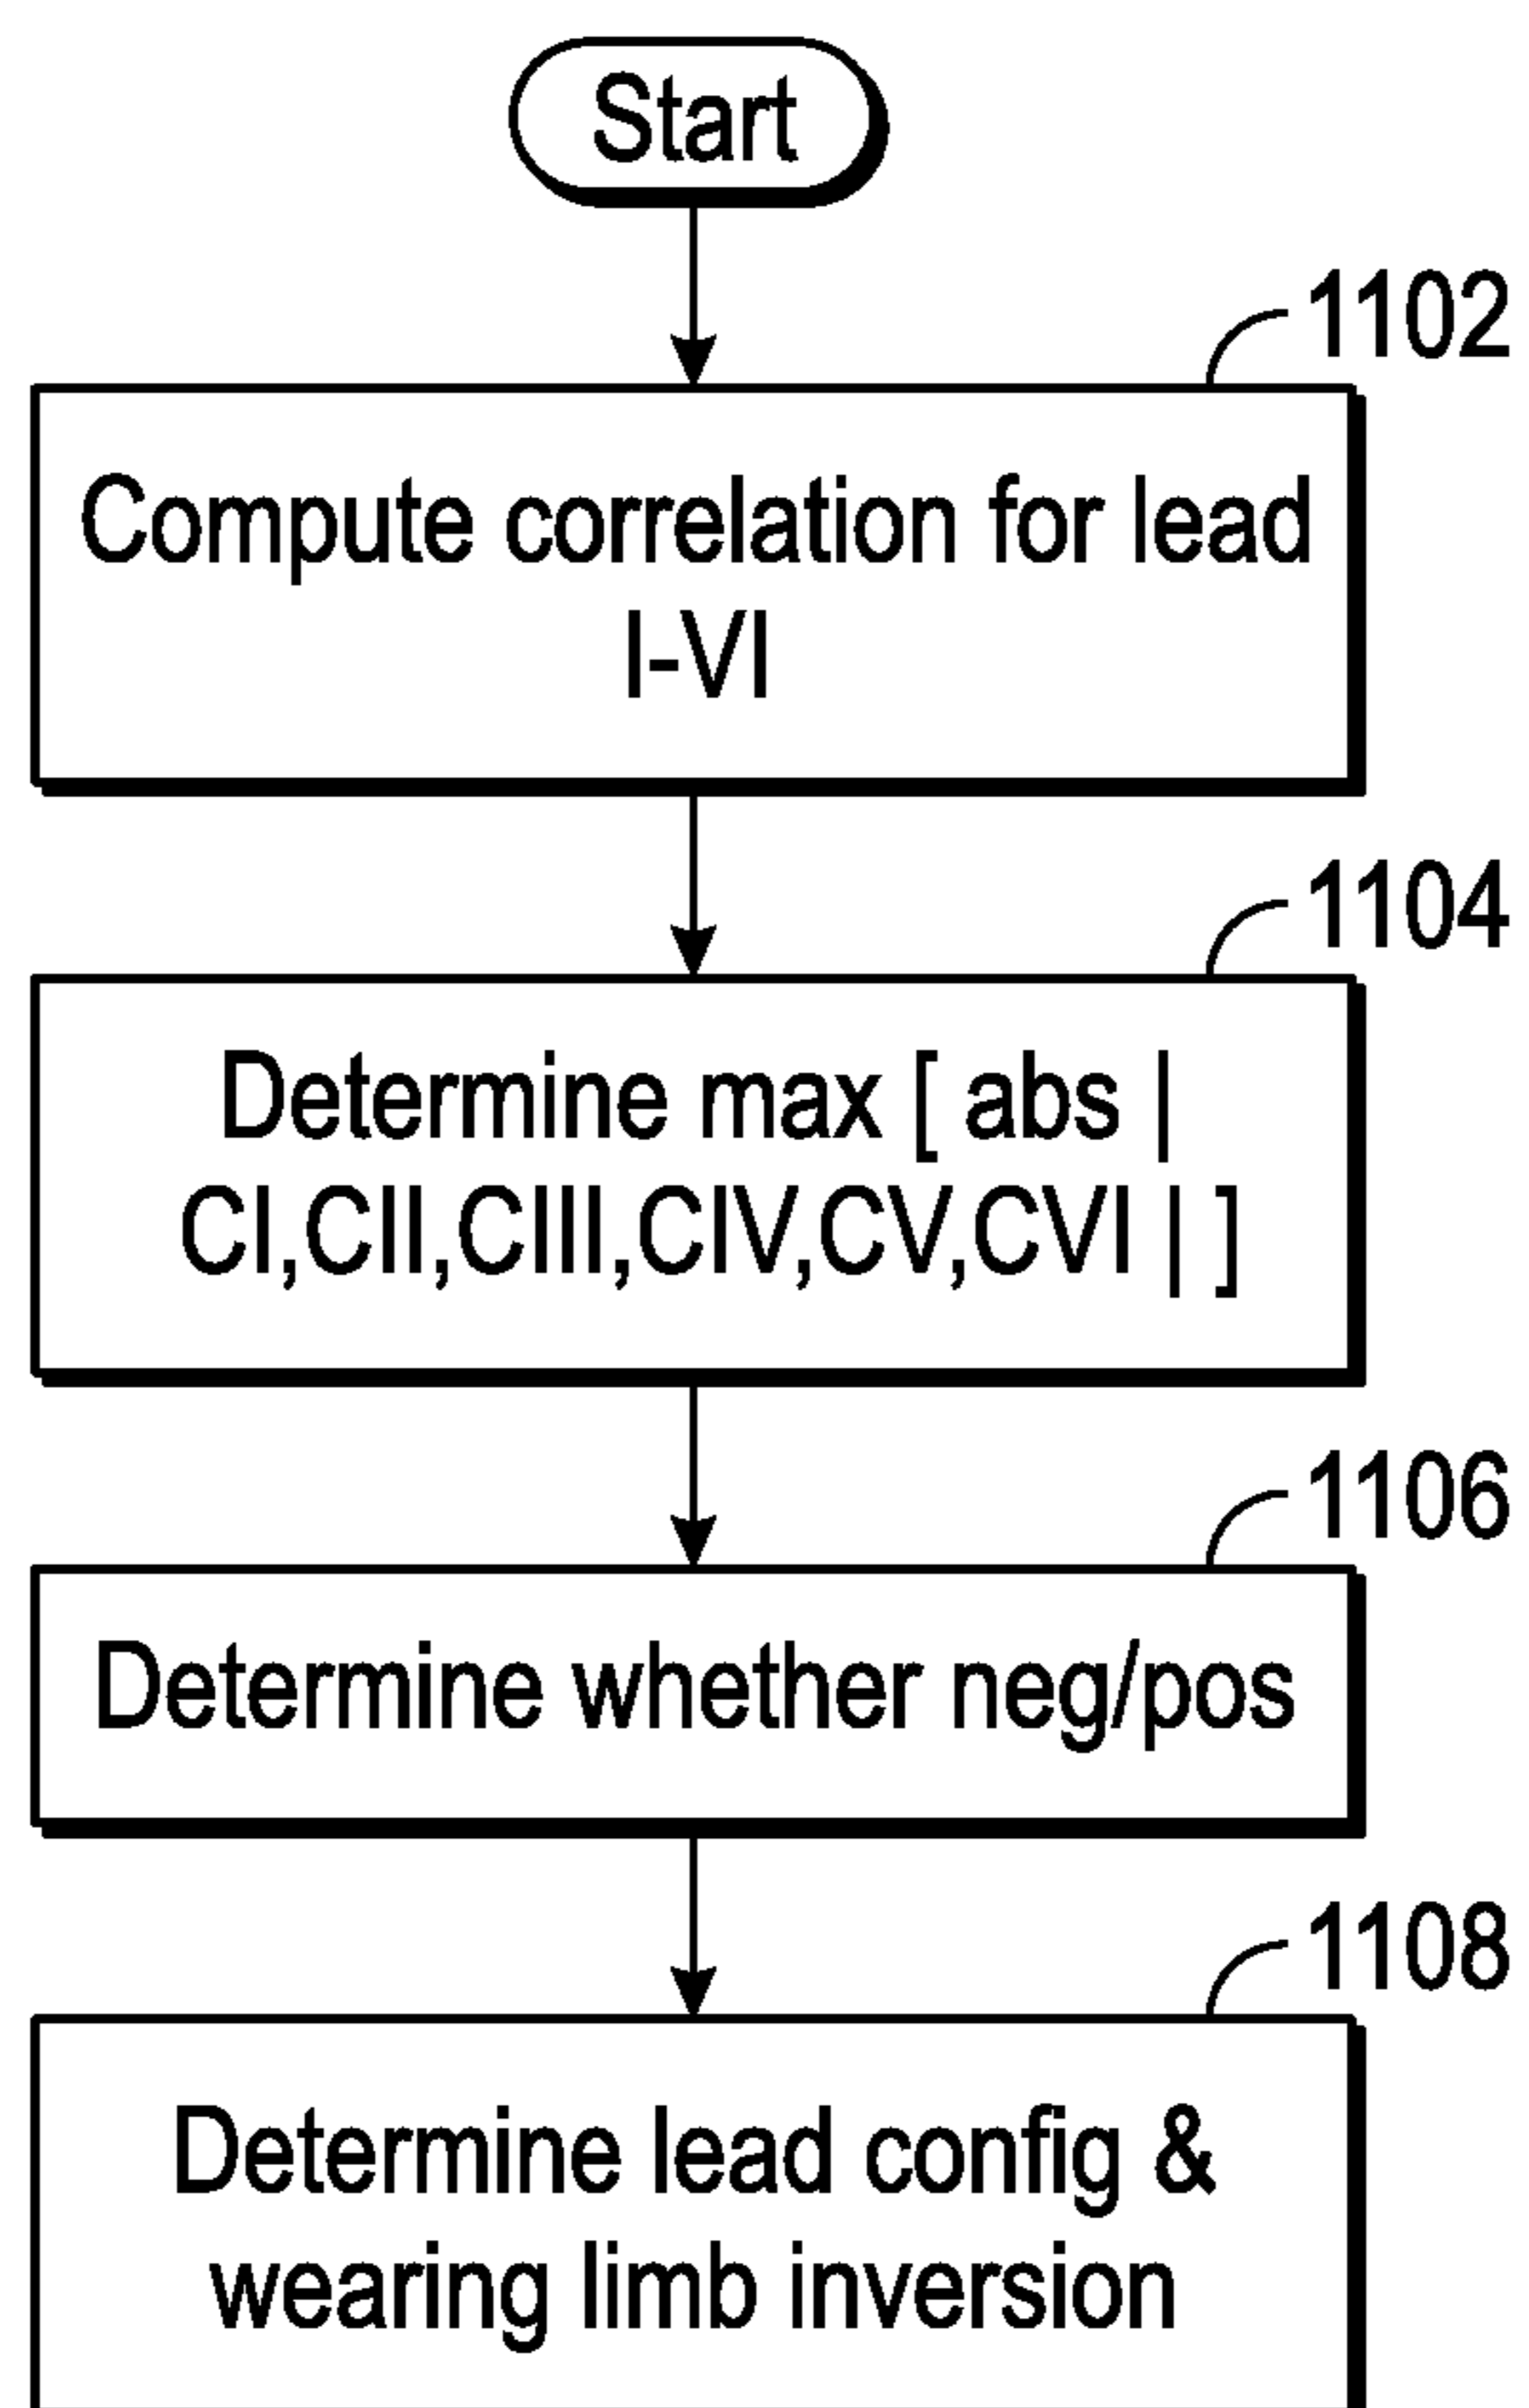 Start
1102
Compute correlation for lead
I-VI
1104
Determine max [ abs |
CI,CII,CIII,CIV,CV,CVI | ]
1106
Determine whether neg/pos
1108
Determine lead config &
wearing limb inversion